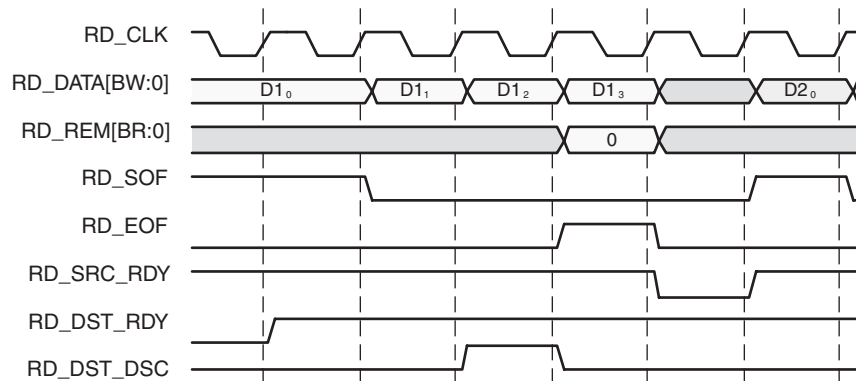 RD_CLK
RD_DATA[BW:0] D1₀ D1₁ D1₂ D1₃ D2₀
RD_REM[BR:0] 0
RD_SOF
RD_EOF
RD_SRC_RDY
RD_DST_RDY
RD_DST_DSC